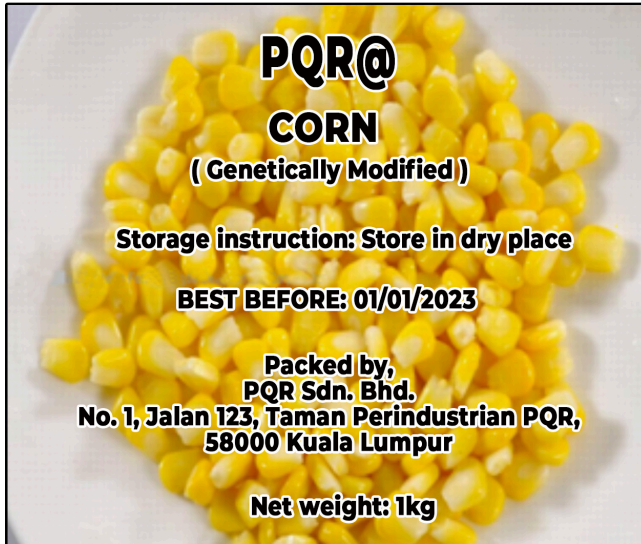 PQR@
CORN
( Genetically Modified )
Storage instruction: Store in dry place
BEST BEFORE: 01/01/2023
Packed by,
PQR Sdn. Bhd.
No. 1, Jalan 123, Taman Perindustrian PQR,
58000 Kuala Lumpur
Net weight: 1kg